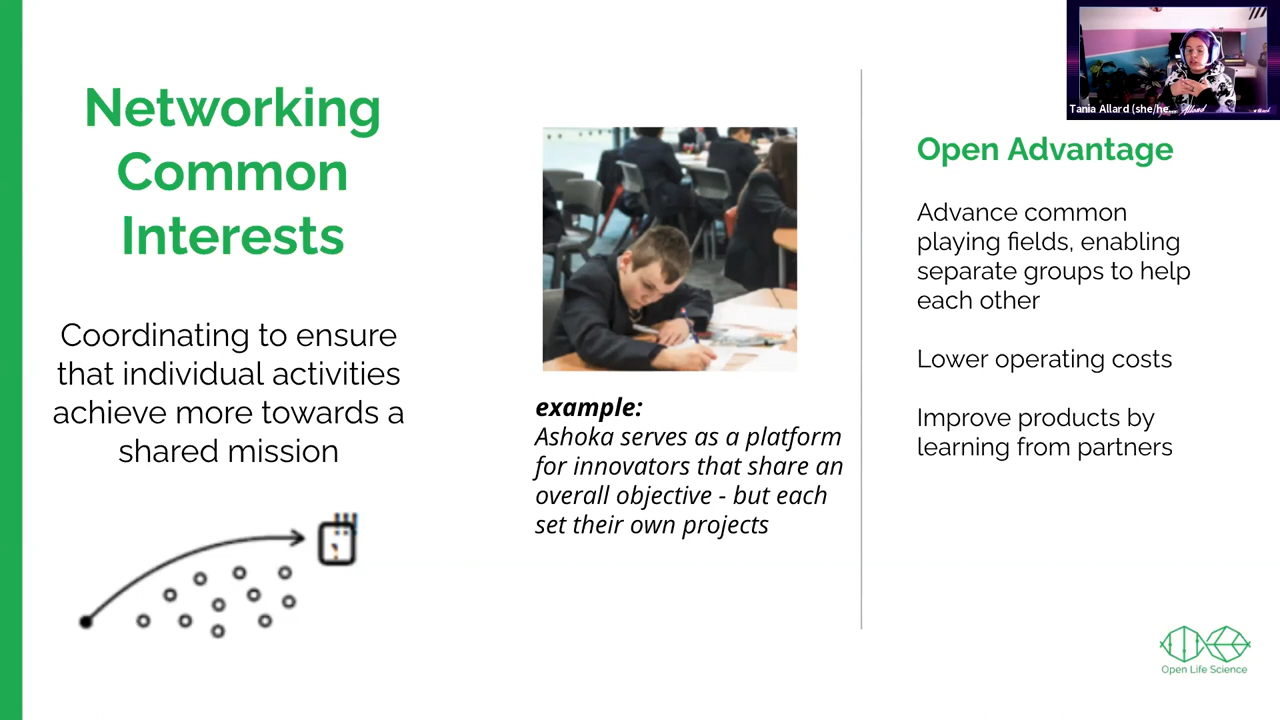 Networking
Common
Interests
Coordinating to ensure
that individual activities
achieve more towards a
shared mission
example:
Ashoka serves as a platform
for innovators that share an
overall objective - but each
set their own projects
Tania Allard (she/he...
Open Advantage
Advance common
playing fields, enabling
separate groups to help
each other
Lower operating costs
Improve products by
learning from partners
Open Life Science